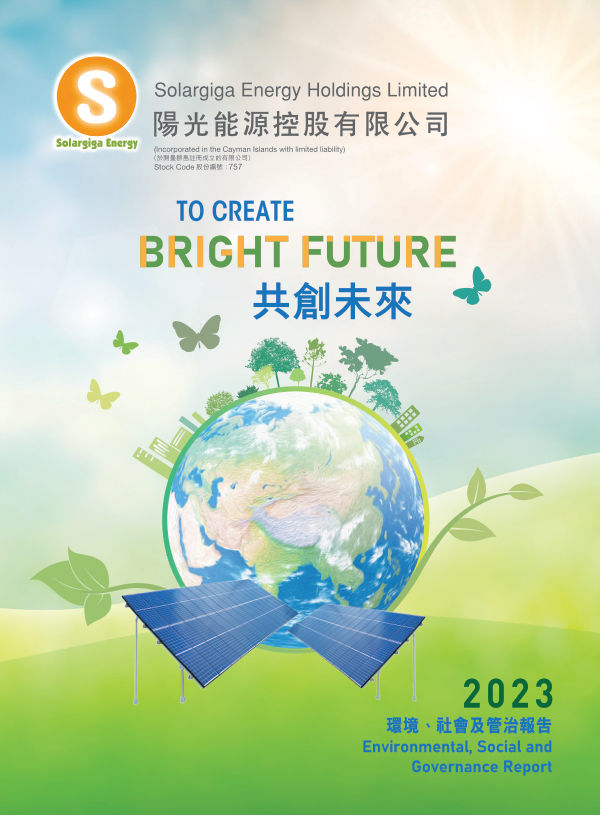 S
Solargiga Energy
Solargiga Energy Holdings Limited
陽光能源控股有限公司
(Incorporated in the Cayman Islands with limited liability)
(於開曼群島註冊成立的有限公司)
Stock Code 股份編號：757
TO CREATE
BRIGHT FUTURE
共創未來
2023
環境、社會及管治報告
Environmental, Social and
Governance Report